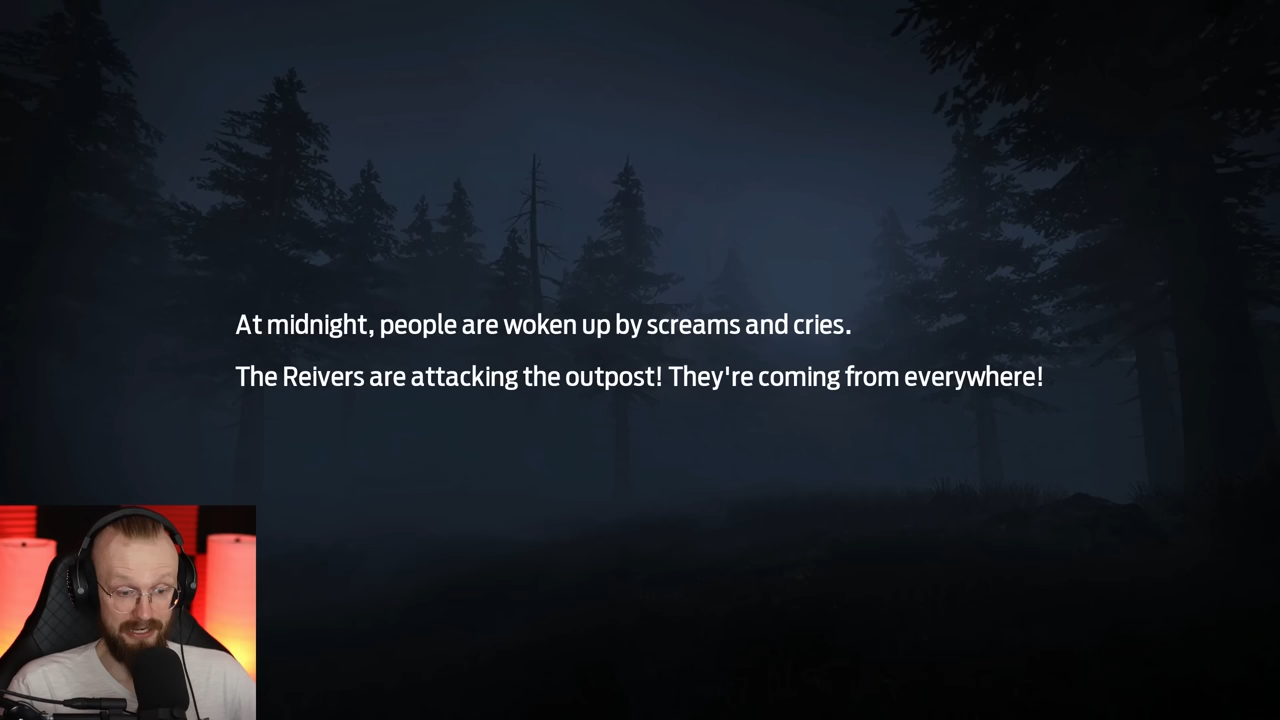 At midnight, people are woken up by screams and cries.
The Reivers are attacking the outpost! They're coming from everywhere!